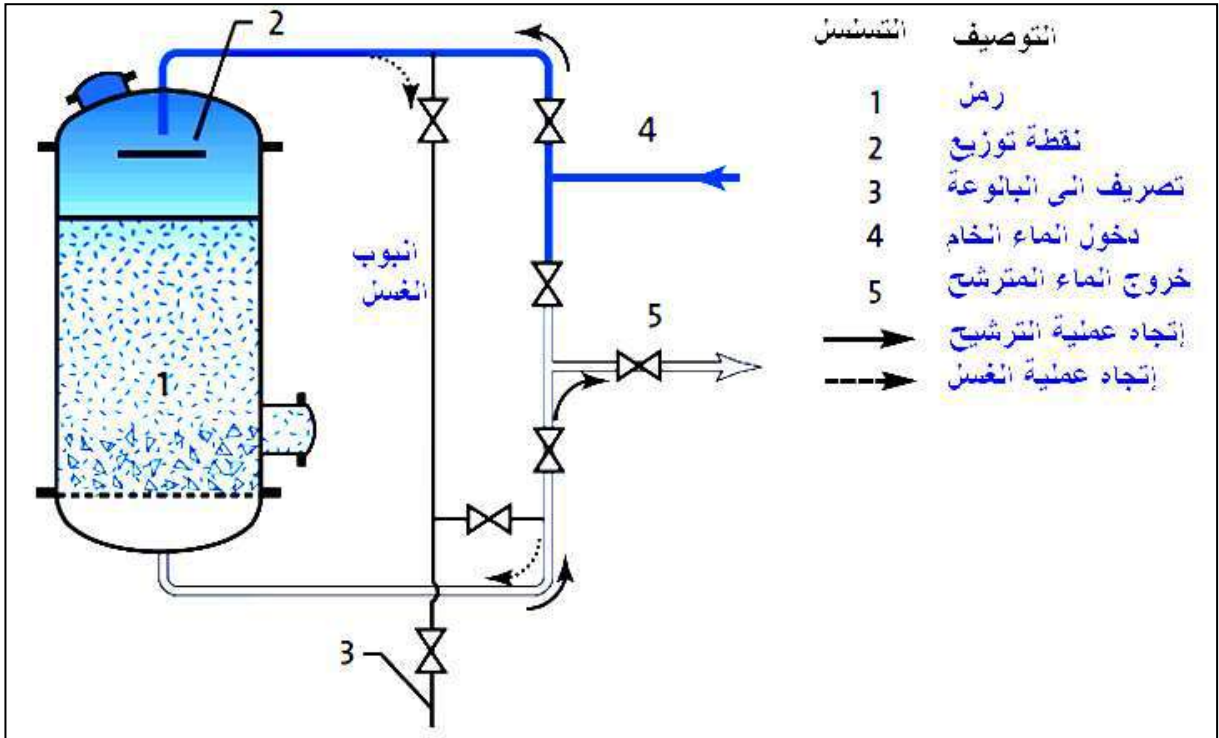 التسلسل التوصيف
1 رمل
2 نقطة توزيع
3 تصريف الى البالوعة
4 دخول الماء الخام
5 خروج الماء المترشح
إتجاه عملية الترشيح
إتجاه عملية الغسل
2
4
انبوب
الغسل
5
1
3